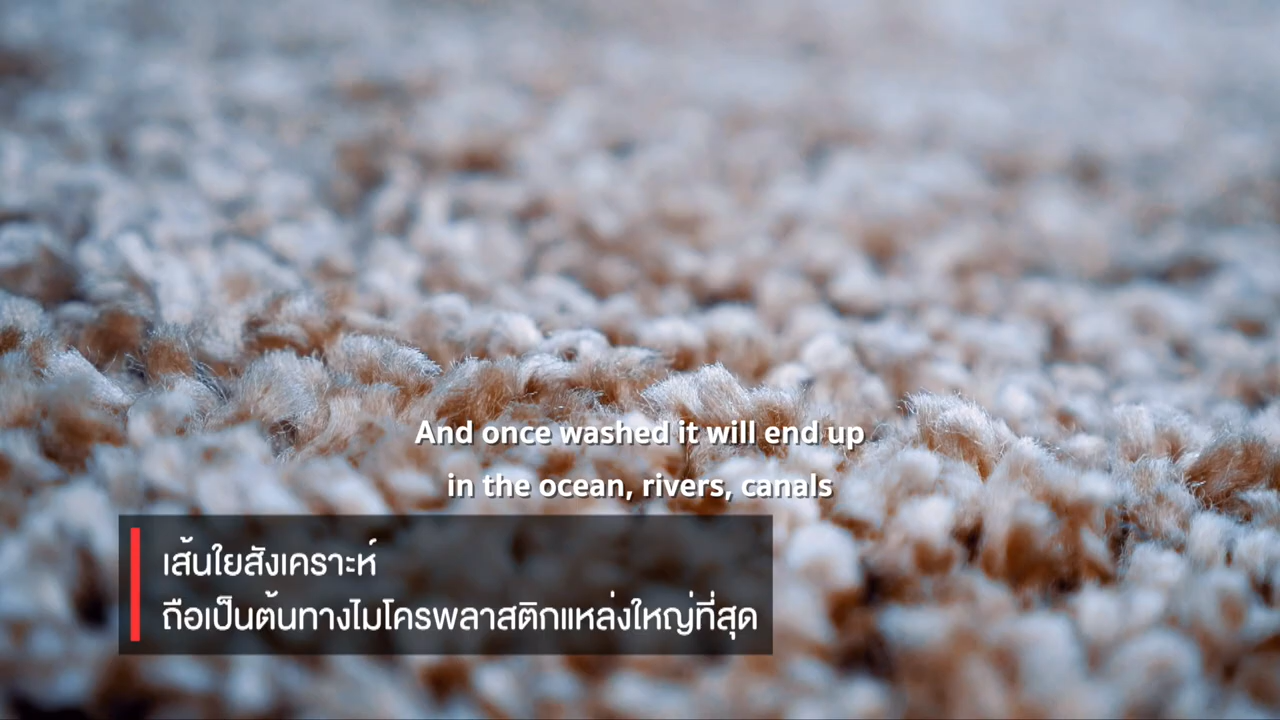 And once washed it will end up
in the ocean, rivers, canals
เส้นใยสังเคราะห์
ถือเป็นต้นทางไมโครพลาสติกแหล่งใหญ่ที่สุด